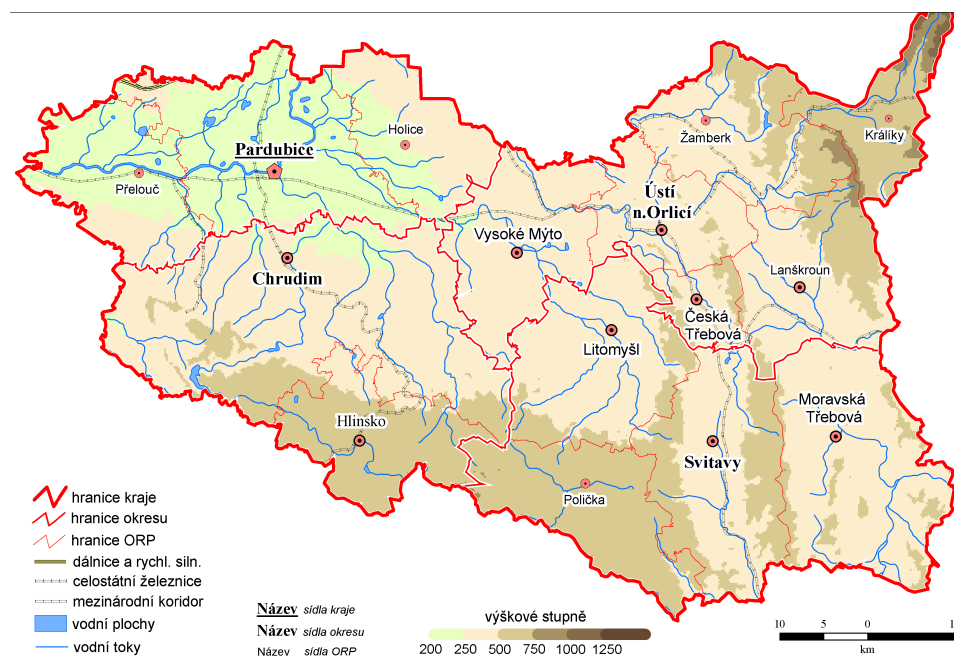 Holice
Žamberk
Králíky
Pardubice
Přelouč
Ústí
n.Orlicí
Vysoké Mýto
Chrudim
Lanškroun
Česká
Třebová
Litomyšl
Moravská
Třebová
Hlinsko
Svitavy
Polička
hranice kraje
hranice okresu
hranice ORP
dálnice a rychl. siln.
celostátní železnice
mezinárodní koridor
vodní plochy
vodní toky
Název sídla kraje
Název sídla okresu
Název sídla ORP
výškové stupně
200 250 500 750 1000 1250
10 5 0
km